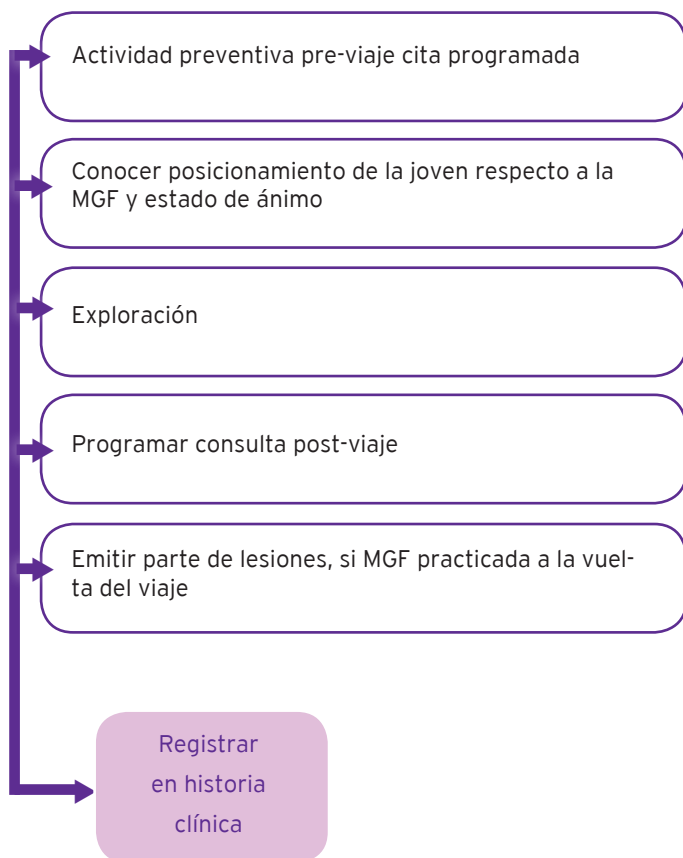 Actividad preventiva pre-viaje cita programada
Conocer posicionamiento de la joven respecto a la
MGF y estado de ánimo
Exploración
Programar consulta post-viaje
Emitir parte de lesiones, si MGF practicada a la vuel-
ta del viaje
Registrar
en historia
clínica